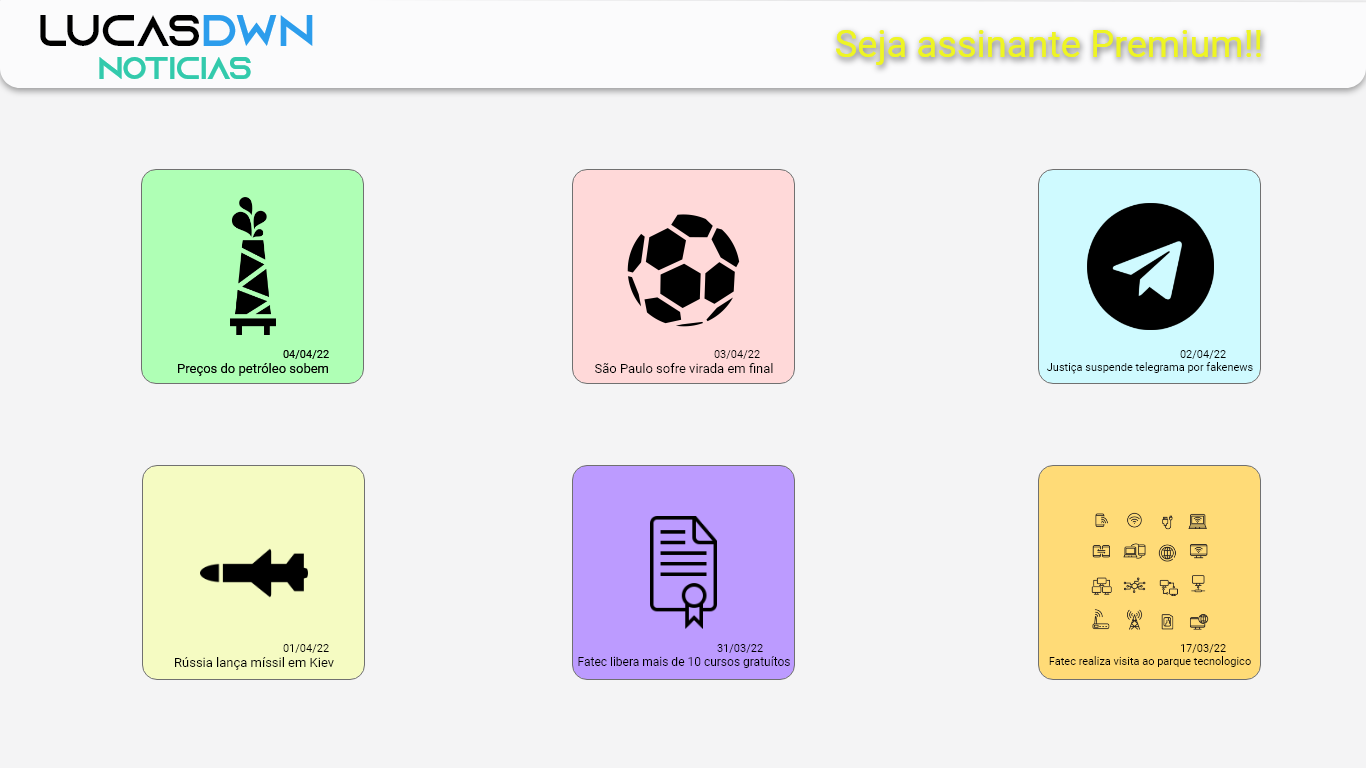 LUCASDWN
NOTICIAS
Seja assinante Premium!!
04/04/22
Preços do petróleo sobem
03/04/22
São Paulo sofre virada em final
02/04/22
Justiça suspende telegrama por fakenews
01/04/22
Rússia lança míssil em Kiev
31/03/22
Fatec libera mais de 10 cursos gratuítos
17/03/22
Fatec realiza visita ao parque tecnologico